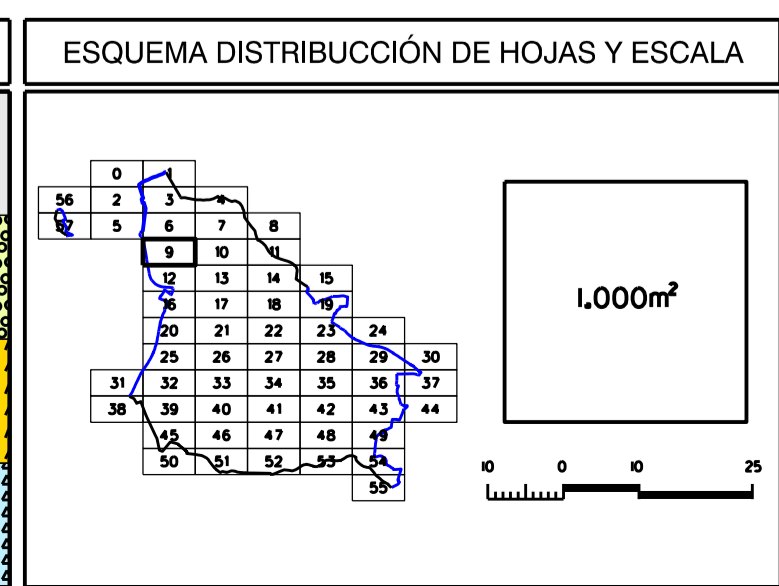 ESQUEMA DISTRIBUCCIÓN DE HOJAS Y ESCALA
0 1
56 2 3 4
57 5 6 7 8
9 10 11
12 13 14 15
16 17 18 19
20 21 22 23 24
25 26 27 28 29 30
31 32 33 34 35 36 37
38 39 40 41 42 43 44
45 46 47 48 49
50 51 52 53 54
55
1.000m²
10 0 10 25